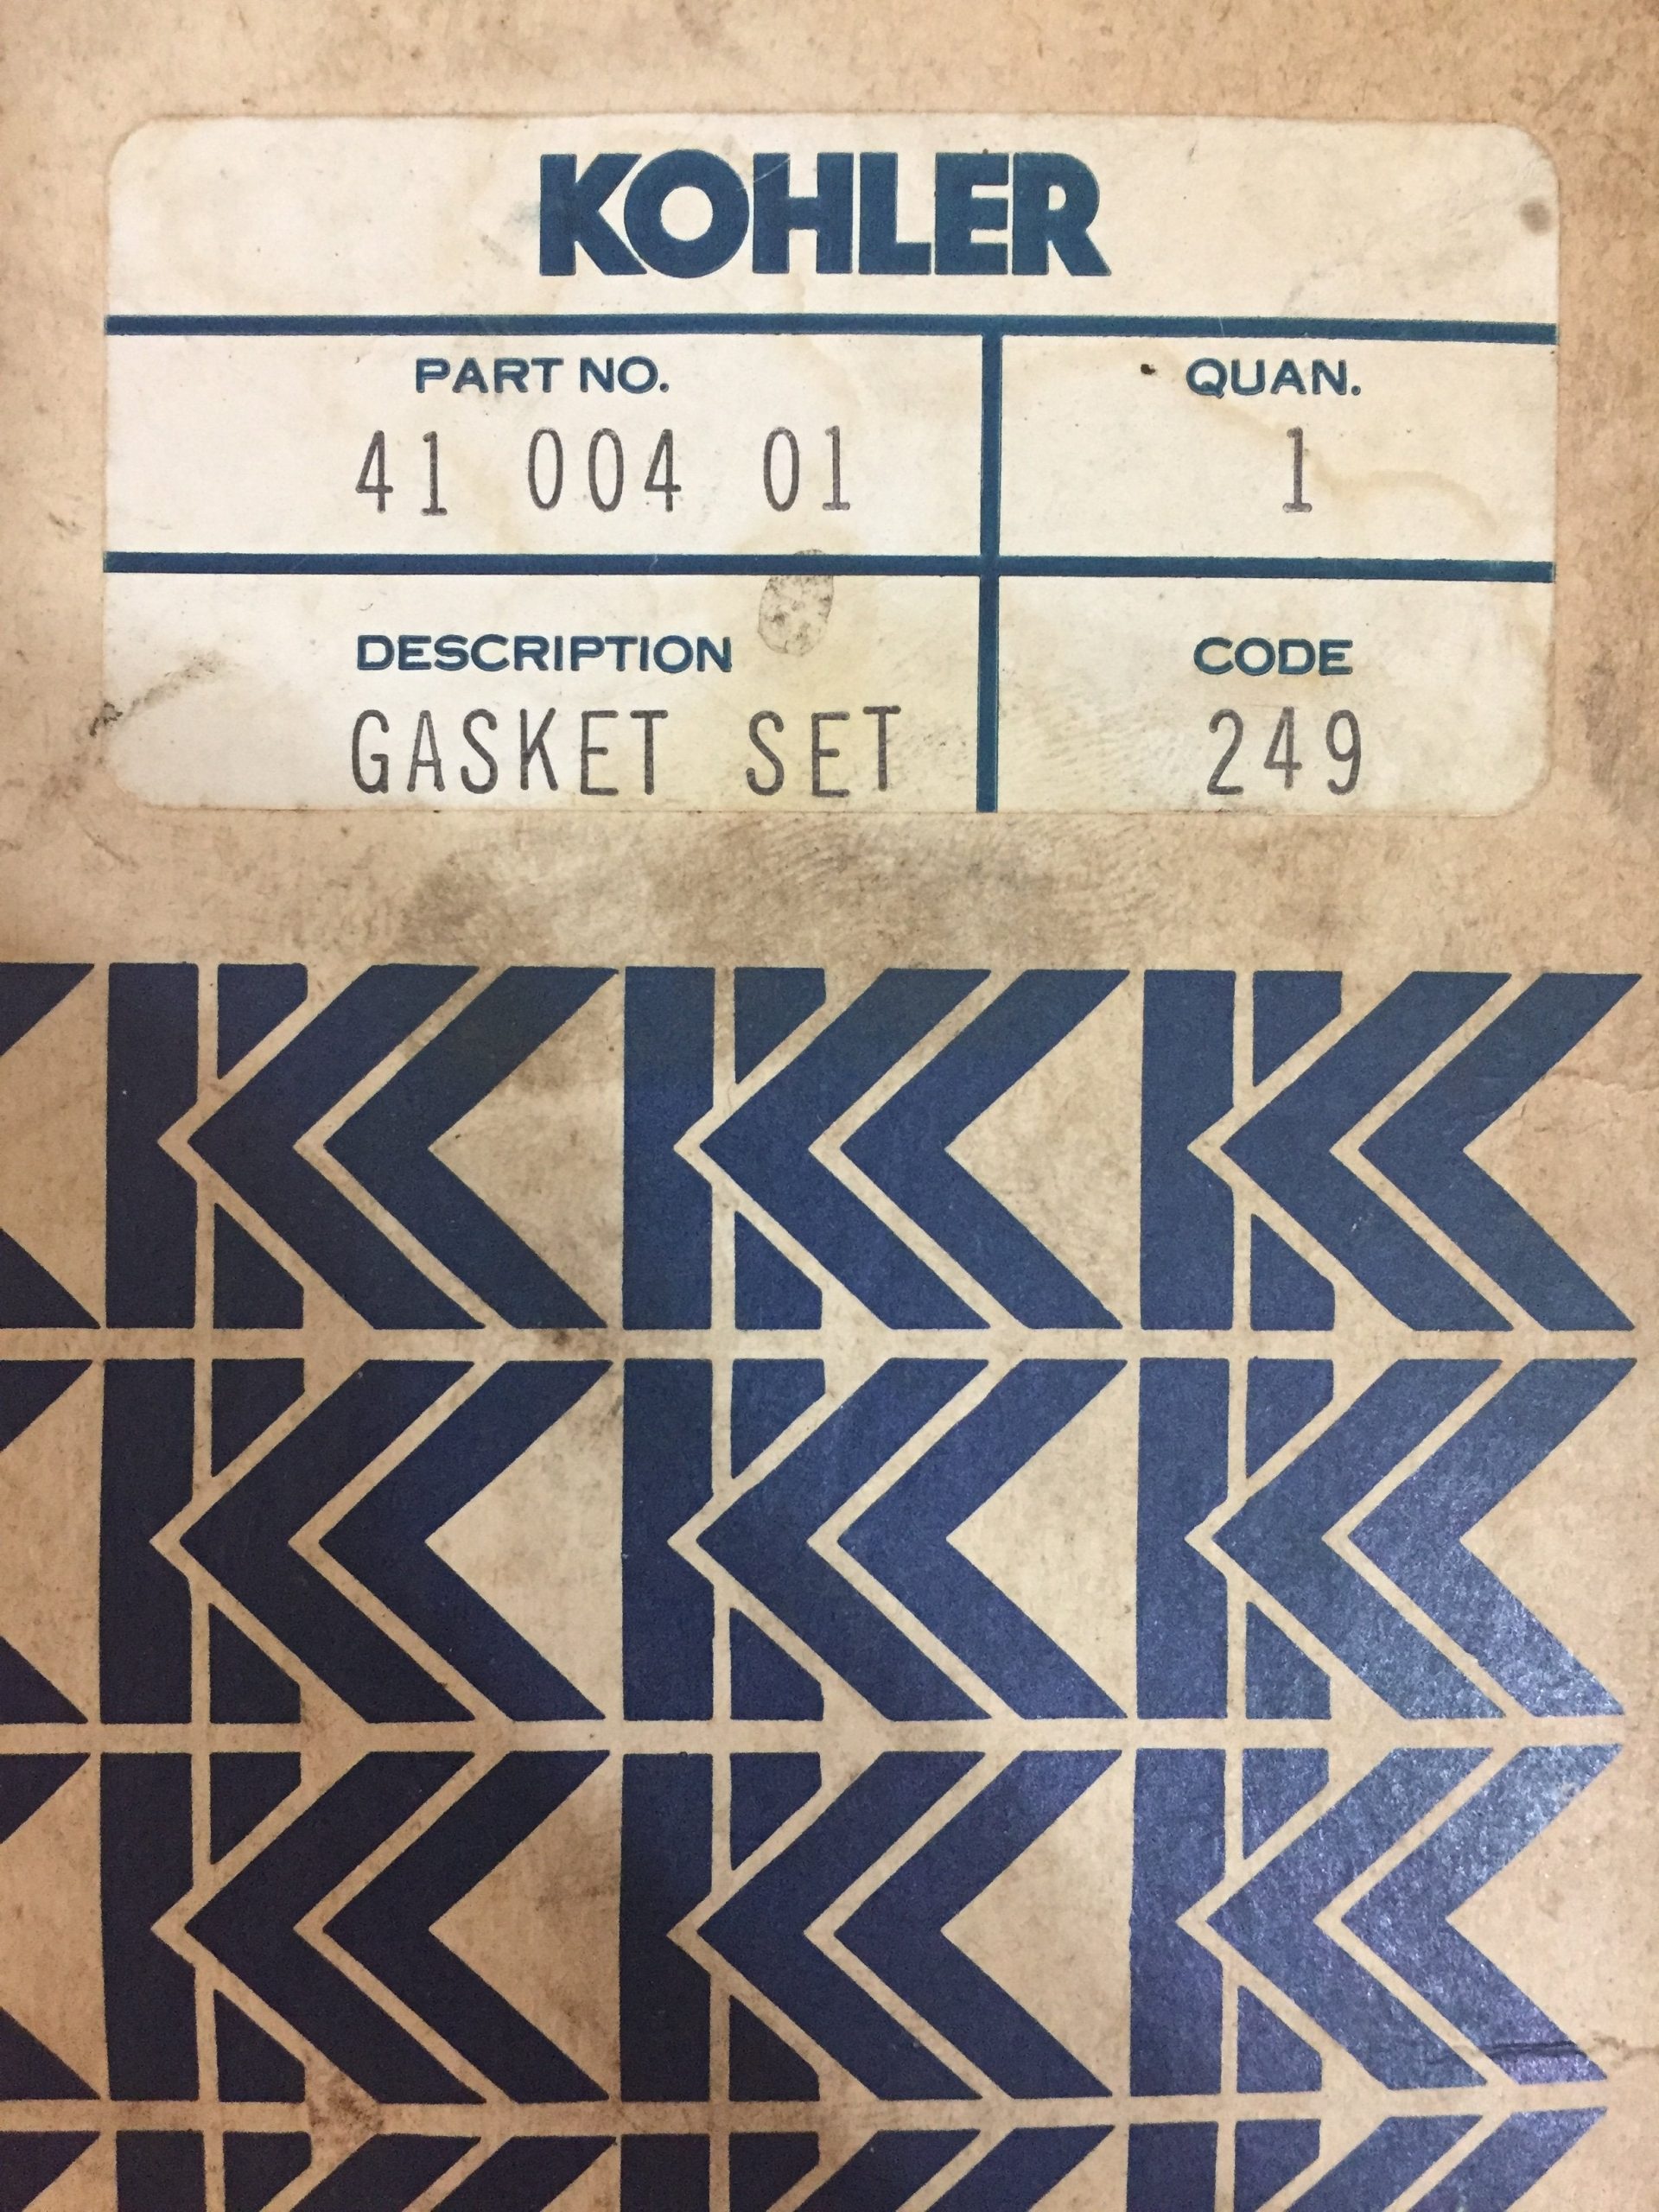 KOHLER
PART NO. QUAN.
41 004 01 1
DESCRIPTION CODE
GASKET SET 249
K K K
K K K
K K K
K K K